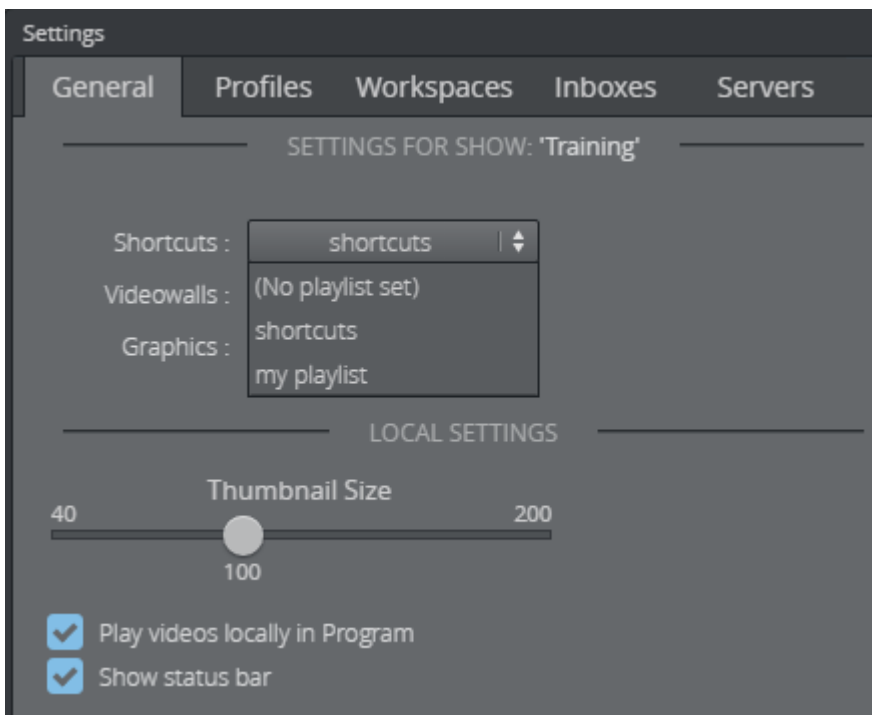 Settings
General Profiles Workspaces Inboxes Servers
SETTINGS FOR SHOW: 'Training'
Shortcuts : shortcuts
Videowalls : (No playlist set)
shortcuts
Graphics :
my playlist
LOCAL SETTINGS
Thumbnail Size
40 200
100
Play videos locally in Program
Show status bar